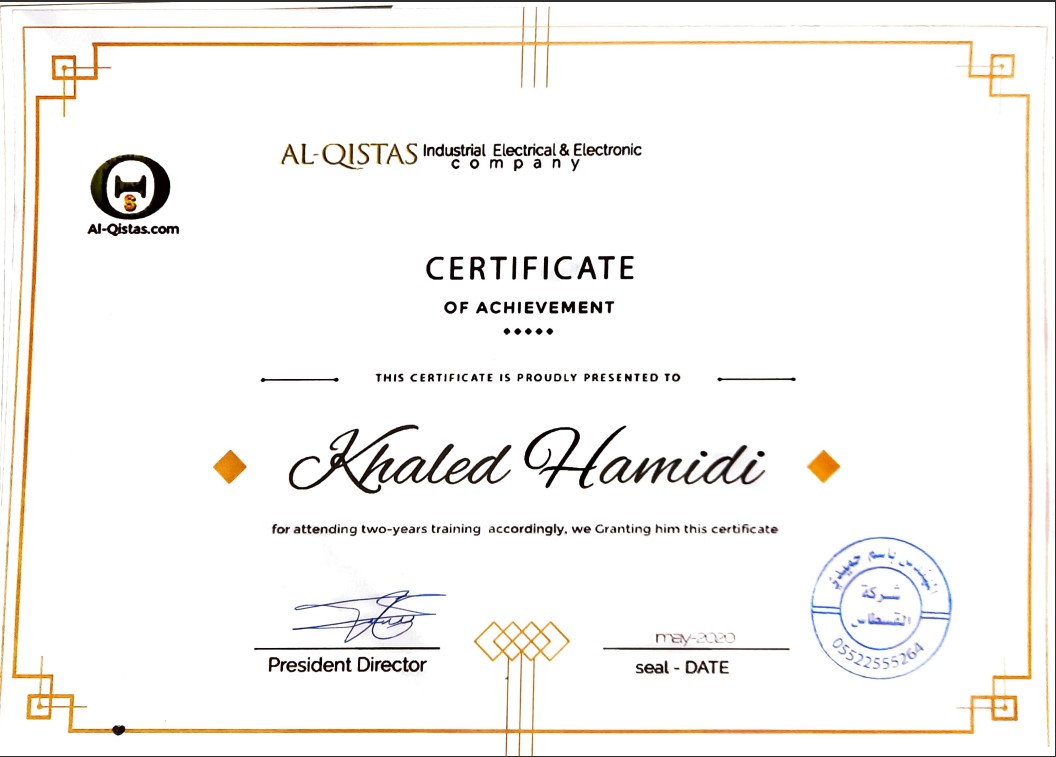 AL-QISTAS Industrial Electrical & Electronic
company
S
Al-Qistas.com
CERTIFICATE
OF ACHIEVEMENT
THIS CERTIFICATE IS PROUDLY PRESENTED TO
Khaled Hamidi
for attending two-years training accordingly, we Granting him this certificate
may-2020
President Director
seal - DATE
المهندس باسم حميدي
شركة
القسطاس
05522555264